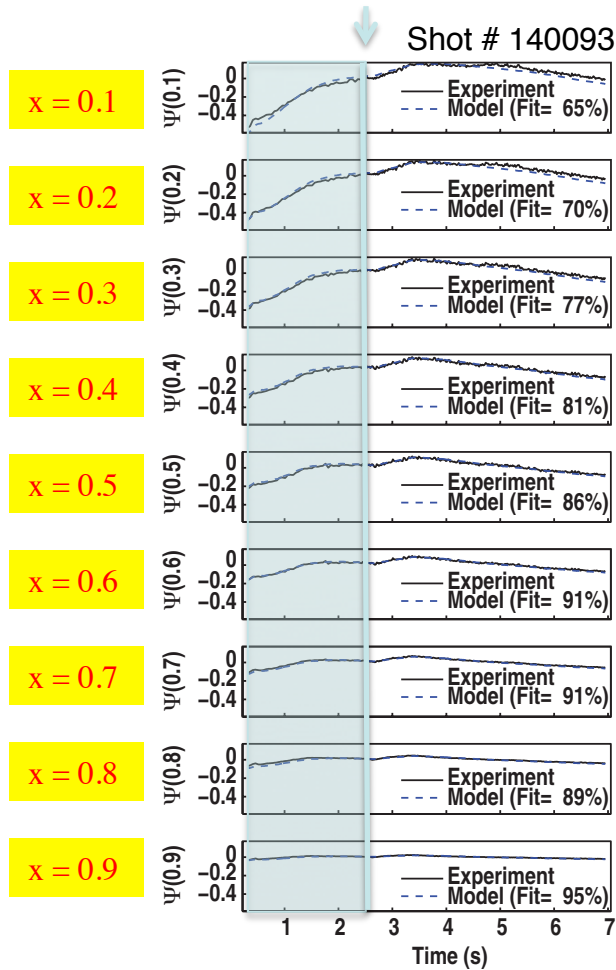 Shot # 140093
x = 0.1
Ψ(0.1)
0
−0.2
−0.4
Experiment
Model (Fit= 65%)
x = 0.2
Ψ(0.2)
0
−0.2
−0.4
Experiment
Model (Fit= 70%)
x = 0.3
Ψ(0.3)
0
−0.2
−0.4
Experiment
Model (Fit= 77%)
x = 0.4
Ψ(0.4)
0
−0.2
−0.4
Experiment
Model (Fit= 81%)
x = 0.5
Ψ(0.5)
0
−0.2
−0.4
Experiment
Model (Fit= 86%)
x = 0.6
Ψ(0.6)
0
−0.2
−0.4
Experiment
Model (Fit= 91%)
x = 0.7
Ψ(0.7)
0
−0.2
−0.4
Experiment
Model (Fit= 91%)
x = 0.8
Ψ(0.8)
0
−0.2
−0.4
Experiment
Model (Fit= 89%)
x = 0.9
Ψ(0.9)
0
−0.2
−0.4
Experiment
Model (Fit= 95%)
1 2 3 4 5 6 7
Time (s)